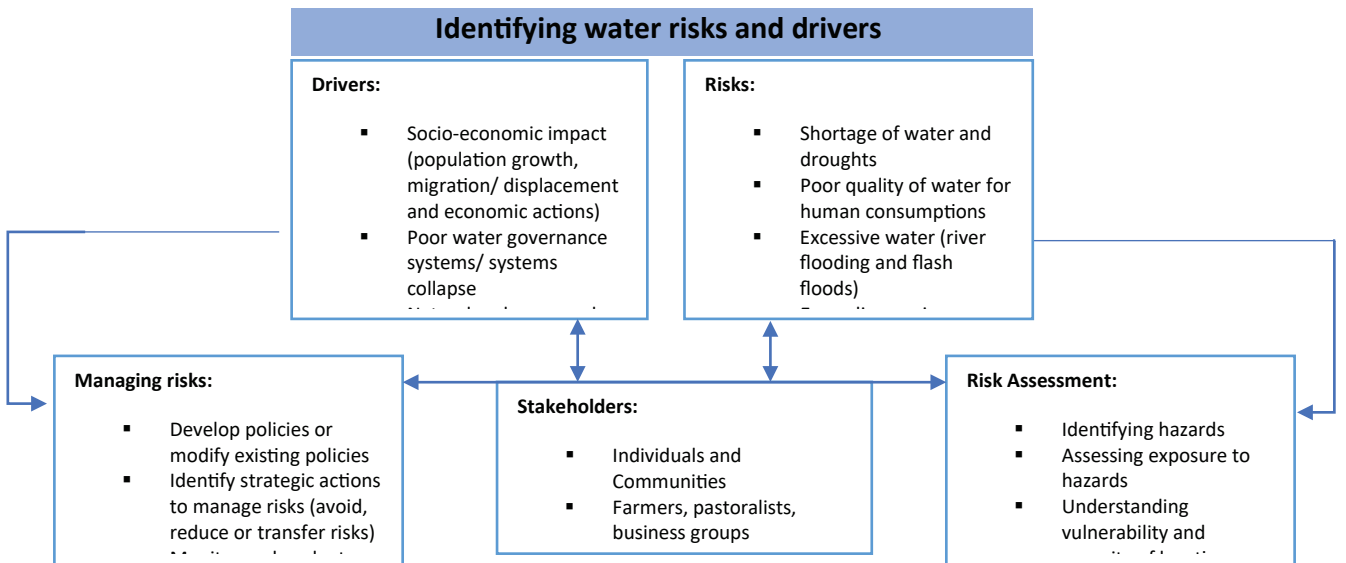 Identifying water risks and drivers
Drivers:
▪ Socio-economic impact
(population growth,
migration/ displacement
and economic actions)
▪ Poor water governance
systems/ systems
collapse
Risks:
▪ Shortage of water and
droughts
▪ Poor quality of water for
human consumptions
▪ Excessive water (river
flooding and flash
floods)
Managing risks:
▪ Develop policies or
modify existing policies
▪ Identify strategic actions
to manage risks (avoid,
reduce or transfer risks)
Stakeholders:
▪ Individuals and
Communities
▪ Farmers, pastoralists,
business groups
Risk Assessment:
▪ Identifying hazards
▪ Assessing exposure to
hazards
▪ Understanding
vulnerability and